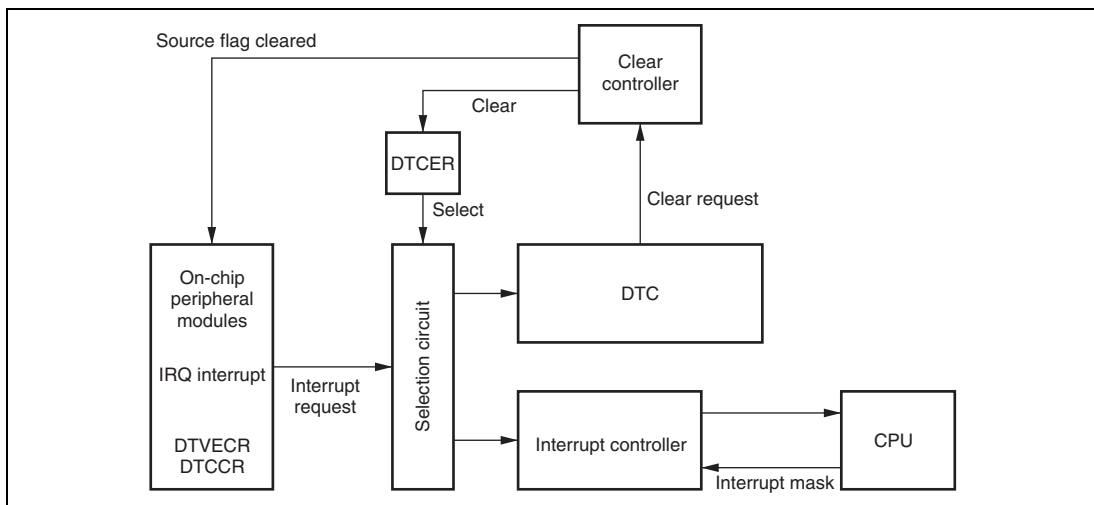 Source flag cleared
Clear
controller
Clear
DTCER
Select
Clear request
On-chip
peripheral
modules
IRQ interrupt
DTVECR
DTCCR
Interrupt
request
Selection circuit
DTC
Interrupt controller
CPU
Interrupt mask